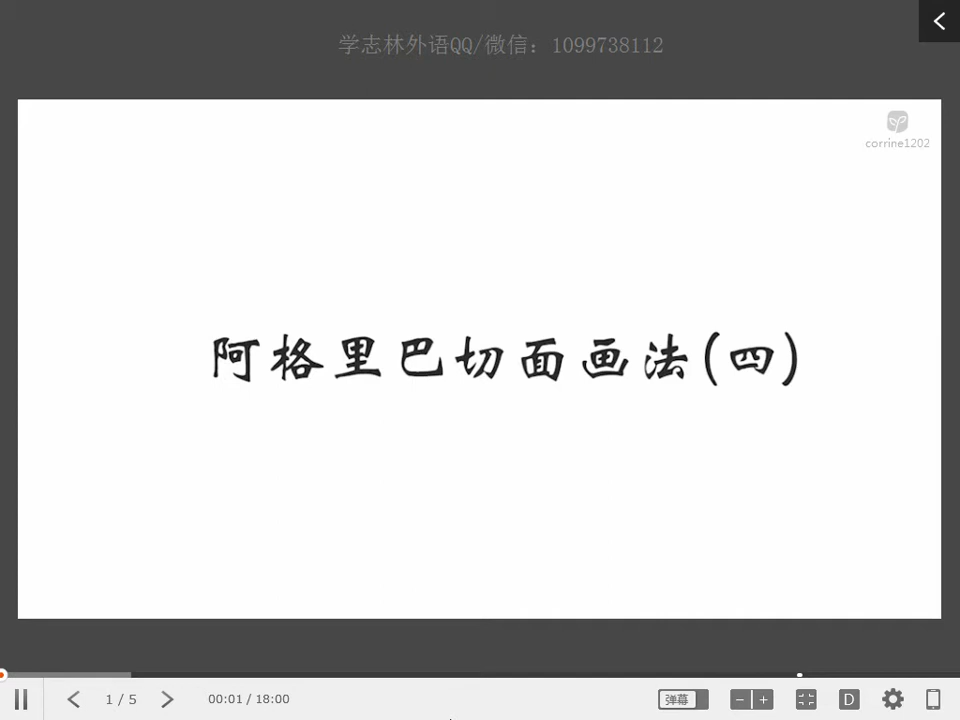 学志林外语QQ/微信：1099738112
corrine1202
阿格里巴切面画法(四)
1 / 5
00:01 / 18:00
弹幕
D